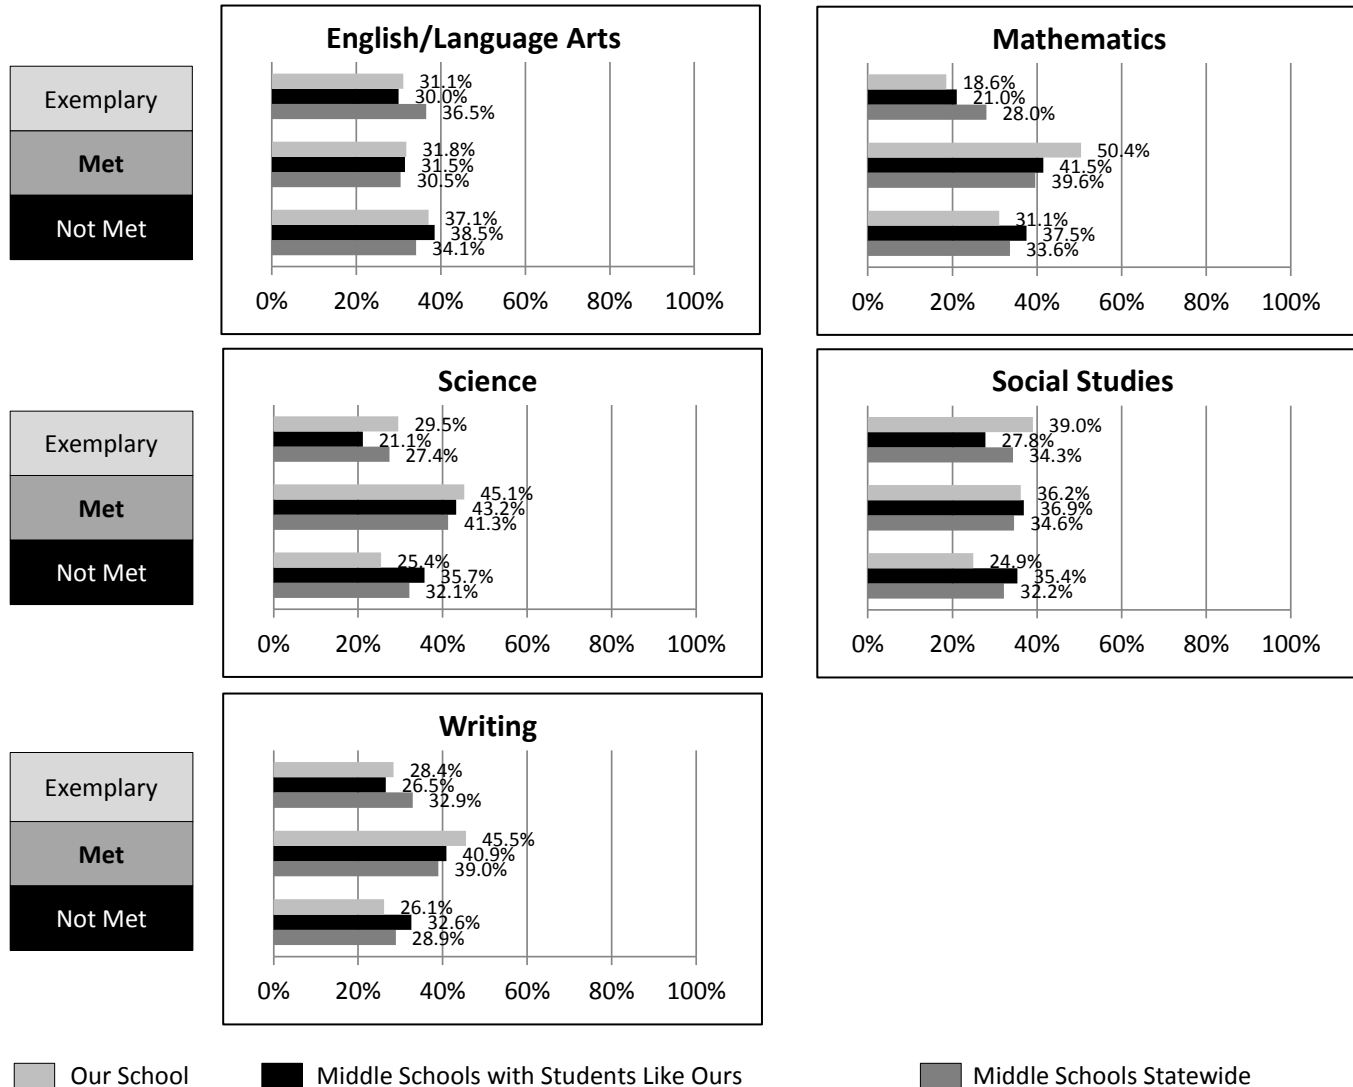 English/Language Arts
Exemplary
Met
Not Met
31.1%
30.0%
36.5%
31.8%
31.5%
30.5%
37.1%
38.5%
34.1%
0% 20% 40% 60% 80% 100%
Mathematics
18.6%
21.0%
28.0%
50.4%
41.5%
39.6%
31.1%
37.5%
33.6%
0% 20% 40% 60% 80% 100%
Science
Exemplary
Met
Not Met
29.5%
21.1%
27.4%
45.1%
43.2%
41.3%
25.4%
35.7%
32.1%
0% 20% 40% 60% 80% 100%
Social Studies
39.0%
27.8%
34.3%
36.2%
36.9%
34.6%
24.9%
35.4%
32.2%
0% 20% 40% 60% 80% 100%
Writing
Exemplary
Met
Not Met
28.4%
26.5%
32.9%
45.5%
40.9%
39.0%
26.1%
32.6%
28.9%
0% 20% 40% 60% 80% 100%
Our School Middle Schools with Students Like Ours Middle Schools Statewide